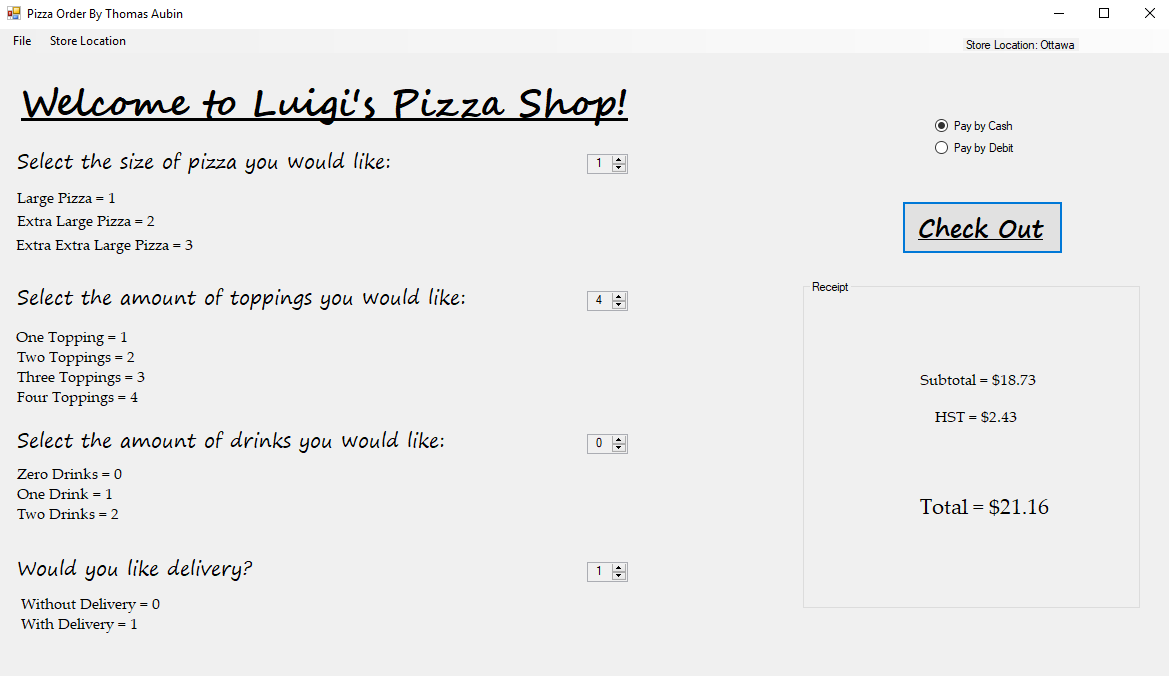 Pizza Order By Thomas Aubin
File Store Location
Store Location: Ottawa
Welcome to Luigi's Pizza Shop!
Select the size of pizza you would like: 1
Large Pizza = 1
Extra Large Pizza = 2
Extra Extra Large Pizza = 3
Select the amount of toppings you would like: 4
One Topping = 1
Two Toppings = 2
Three Toppings = 3
Four Toppings = 4
Select the amount of drinks you would like: 0
Zero Drinks = 0
One Drink = 1
Two Drinks = 2
Would you like delivery? 1
Without Delivery = 0
With Delivery = 1
Pay by Cash
Pay by Debit
Check Out
Receipt
Subtotal = $18.73
HST = $2.43
Total = $21.16